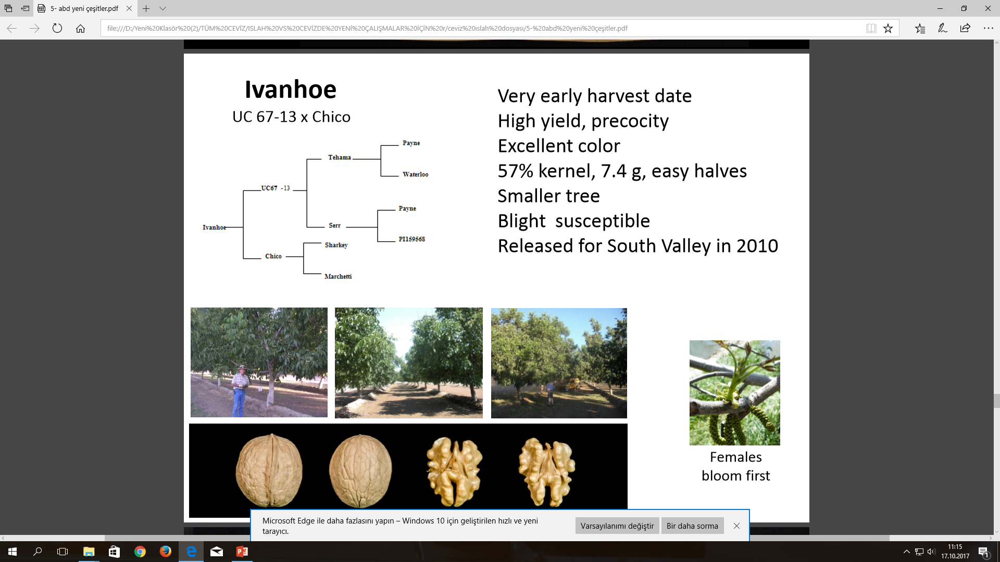 5- abd yeni çeşitler.pdf
file:///D:/Yeni%20Klasör%20(2)/TÜM%20CEVİZ/ISLAH%20VS%20CEVİZDE%20YENİ%20ÇALIŞMALAR%20İÇİN%20r/ceviz%20ıslah%20dosyası/5-%20abd%20yeni%20çeşitler.pdf
Ivanhoe
UC 67-13 x Chico
Payne
Tehama
Waterloo
UC67 -13
Payne
Serr
PI159568
Ivanhoe
Sharkey
Chico
Marchetti
Very early harvest date
High yield, precocity
Excellent color
57% kernel, 7.4 g, easy halves
Smaller tree
Blight susceptible
Released for South Valley in 2010
Females
bloom first
Microsoft Edge ile daha fazlasını yapın – Windows 10 için geliştirilen hızlı ve yeni
tarayıcı.
Varsayılanımı değiştir
Bir daha sorma
11:15
17.10.2017
1